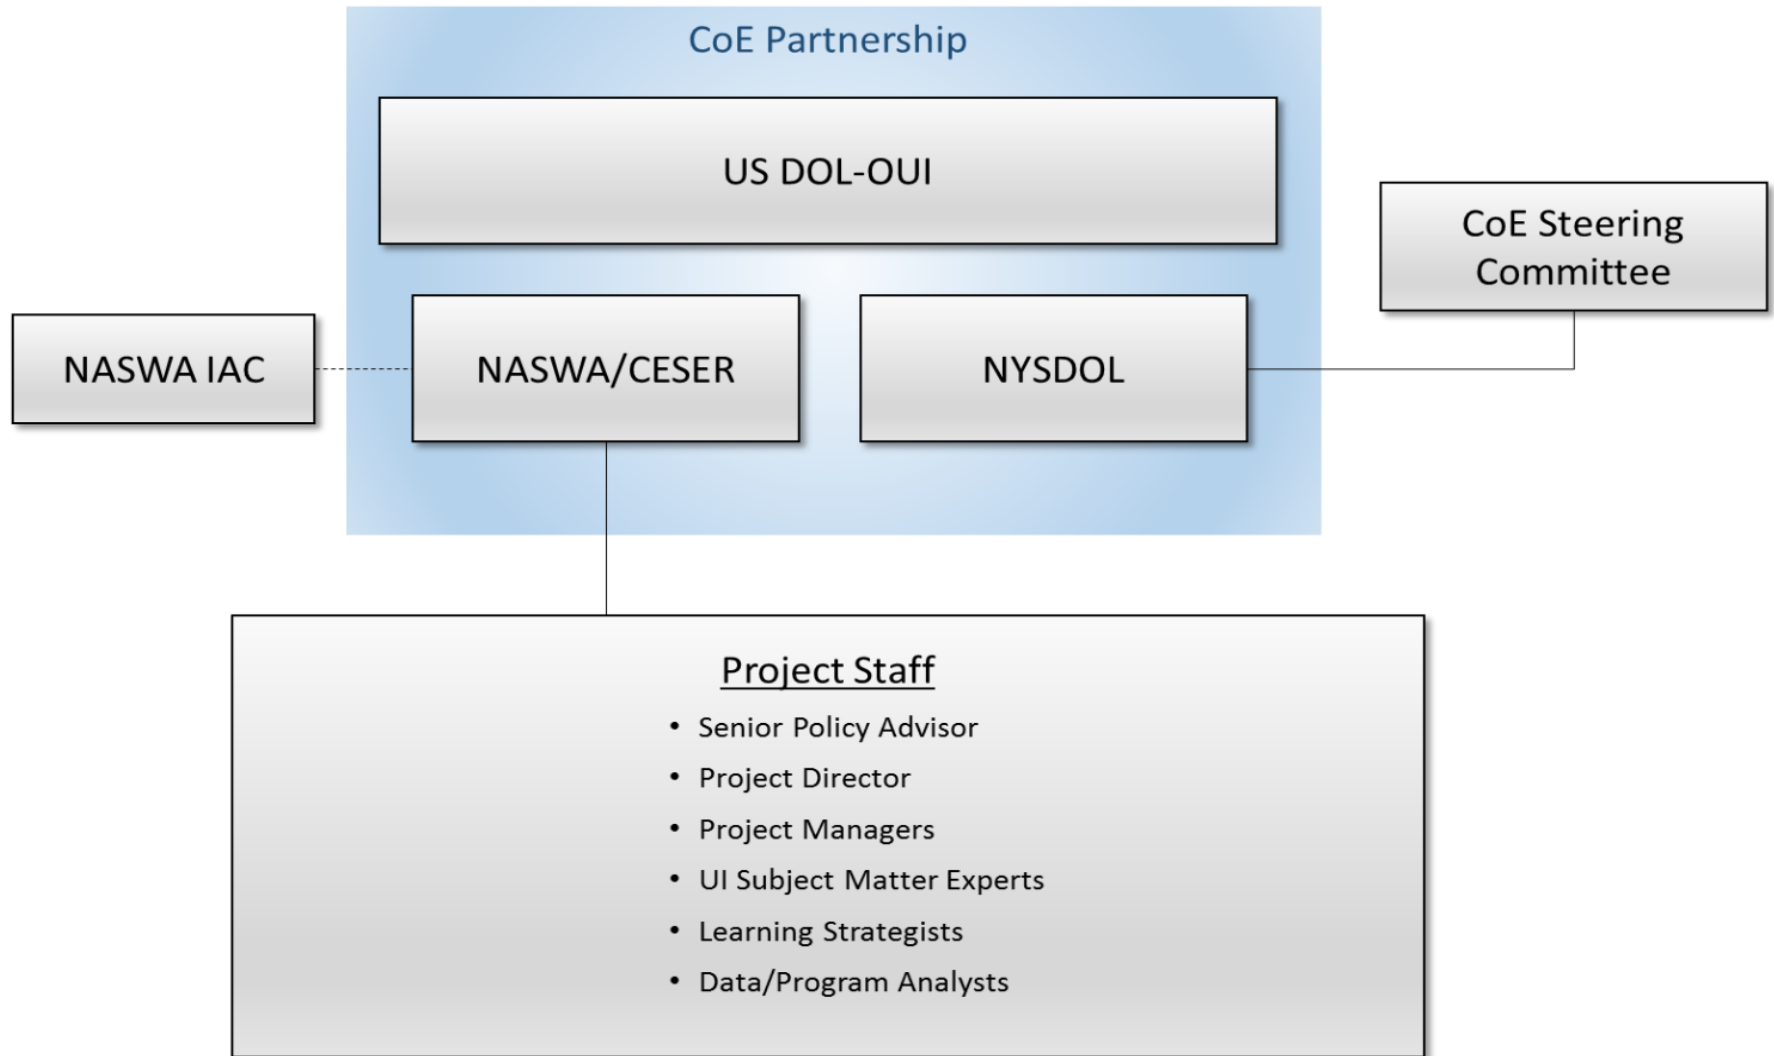 CoE Partnership
US DOL-OUI
CoE Steering
Committee
NASWA IAC
NASWA/CESER
NYSDOL
Project Staff
• Senior Policy Advisor
• Project Director
• Project Managers
• UI Subject Matter Experts
• Learning Strategists
• Data/Program Analysts